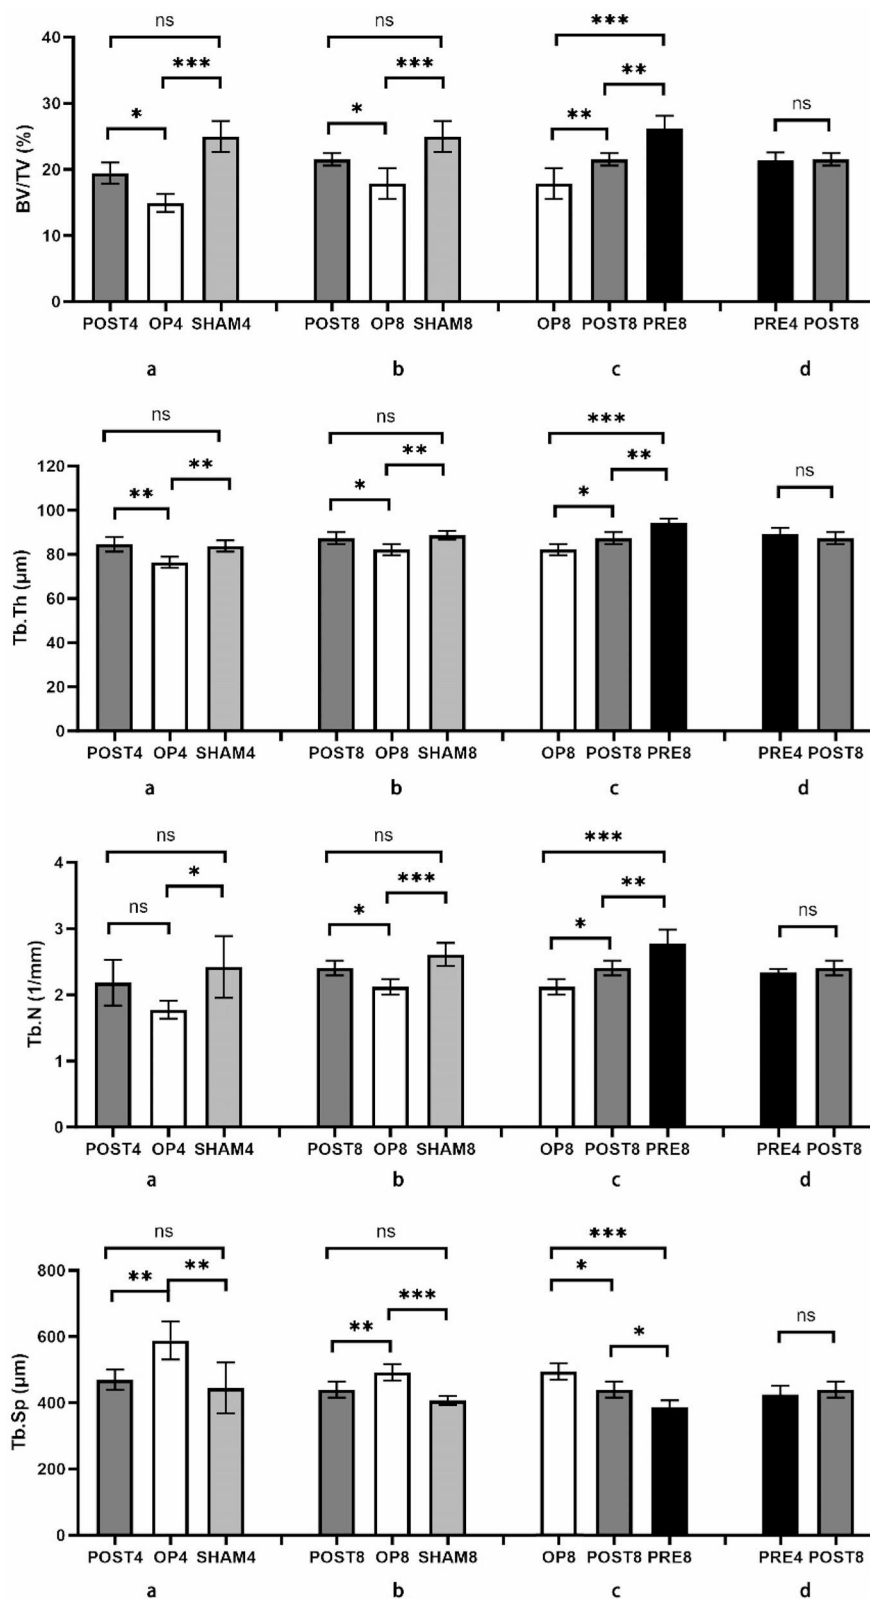 ns ns ***
40 *** *** **
30 * * ** ns
20
10
0
BV/TV (%)
POST4 OP4 SHAM4 POST8 OP8 SHAM8 OP8 POST8 PRE8 PRE4 POST8
a b c d
ns ns ***
120 ** ** **
100 ** * * ns
80
60
40
20
0
Tb.Th (μm)
POST4 OP4 SHAM4 POST8 OP8 SHAM8 OP8 POST8 PRE8 PRE4 POST8
a b c d
ns ns ***
4 * *** **
3 ns * * ns
2
1
0
Tb.N (1/mm)
POST4 OP4 SHAM4 POST8 OP8 SHAM8 OP8 POST8 PRE8 PRE4 POST8
a b c d
ns ns ***
800 ** ** *** *
600 ** * ns
400
200
0
Tb.Sp (μm)
POST4 OP4 SHAM4 POST8 OP8 SHAM8 OP8 POST8 PRE8 PRE4 POST8
a b c d